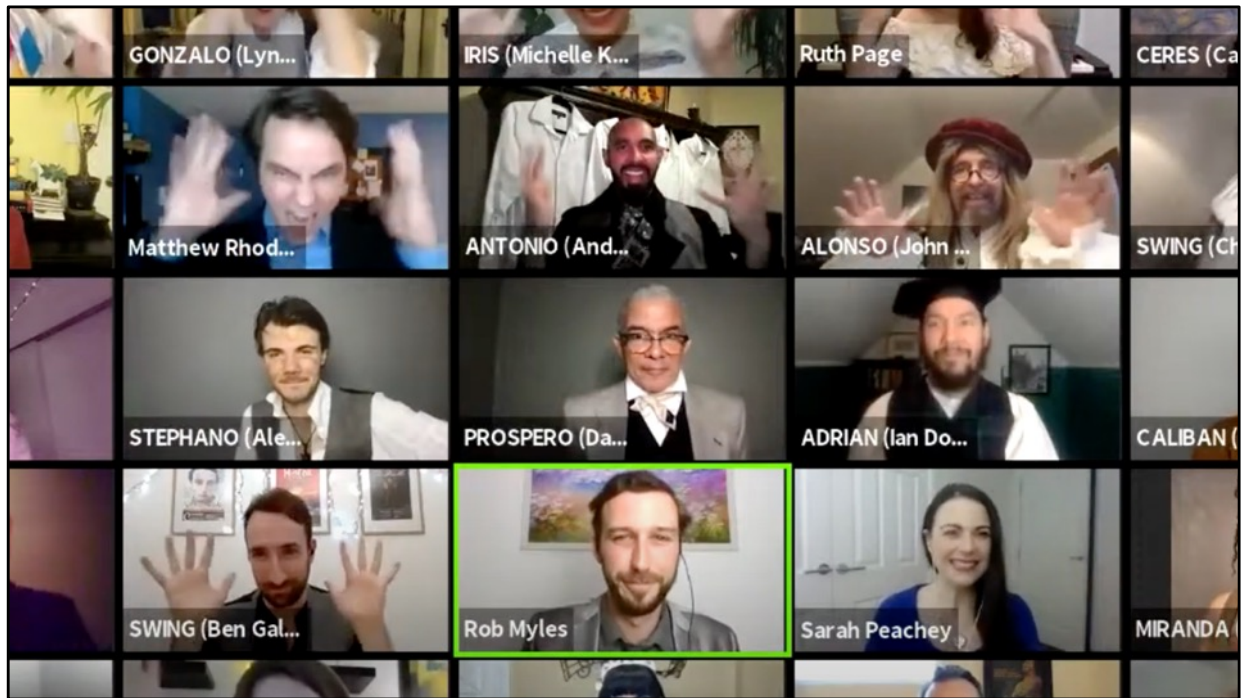 GONZALO (Lyn...
IRIS (Michelle K...
Ruth Page
CERES (Ca
Matthew Rhod...
ANTONIO (And...
ALONSO (John ...
SWING (Ch
STEPHANO (Ale...
PROSPERO (Da...
ADRIAN (Ian Do...
CALIBAN (
SWING (Ben Gal...
Rob Myles
Sarah Peachey
MIRANDA (